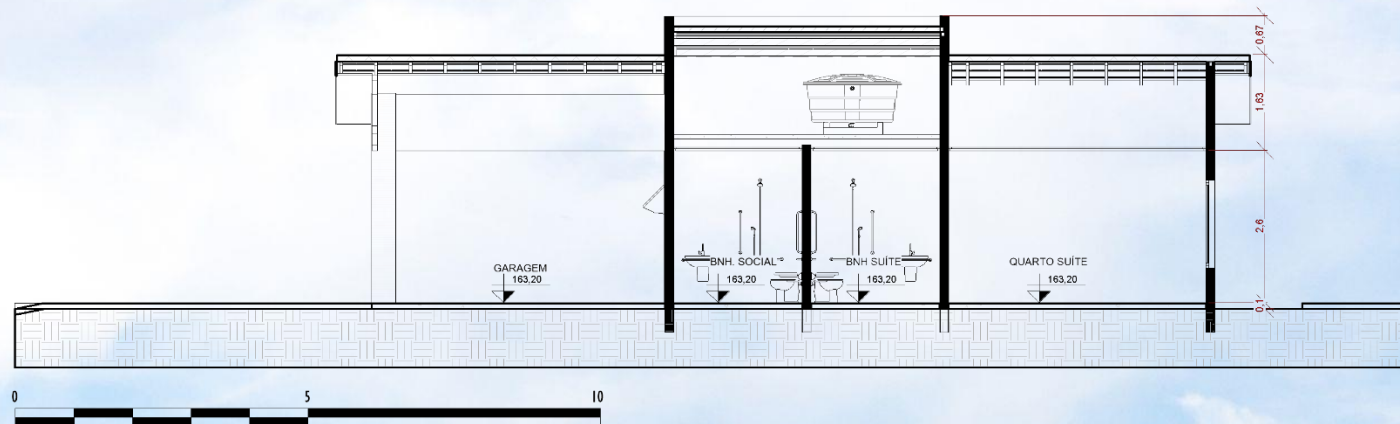 0,67
1,63
2,6
GARAGEM
163,20
BNH. SOCIAL
163,20
BNH SUÍTE
163,20
QUARTO SUÍTE
163,20
0,1
0 5 10